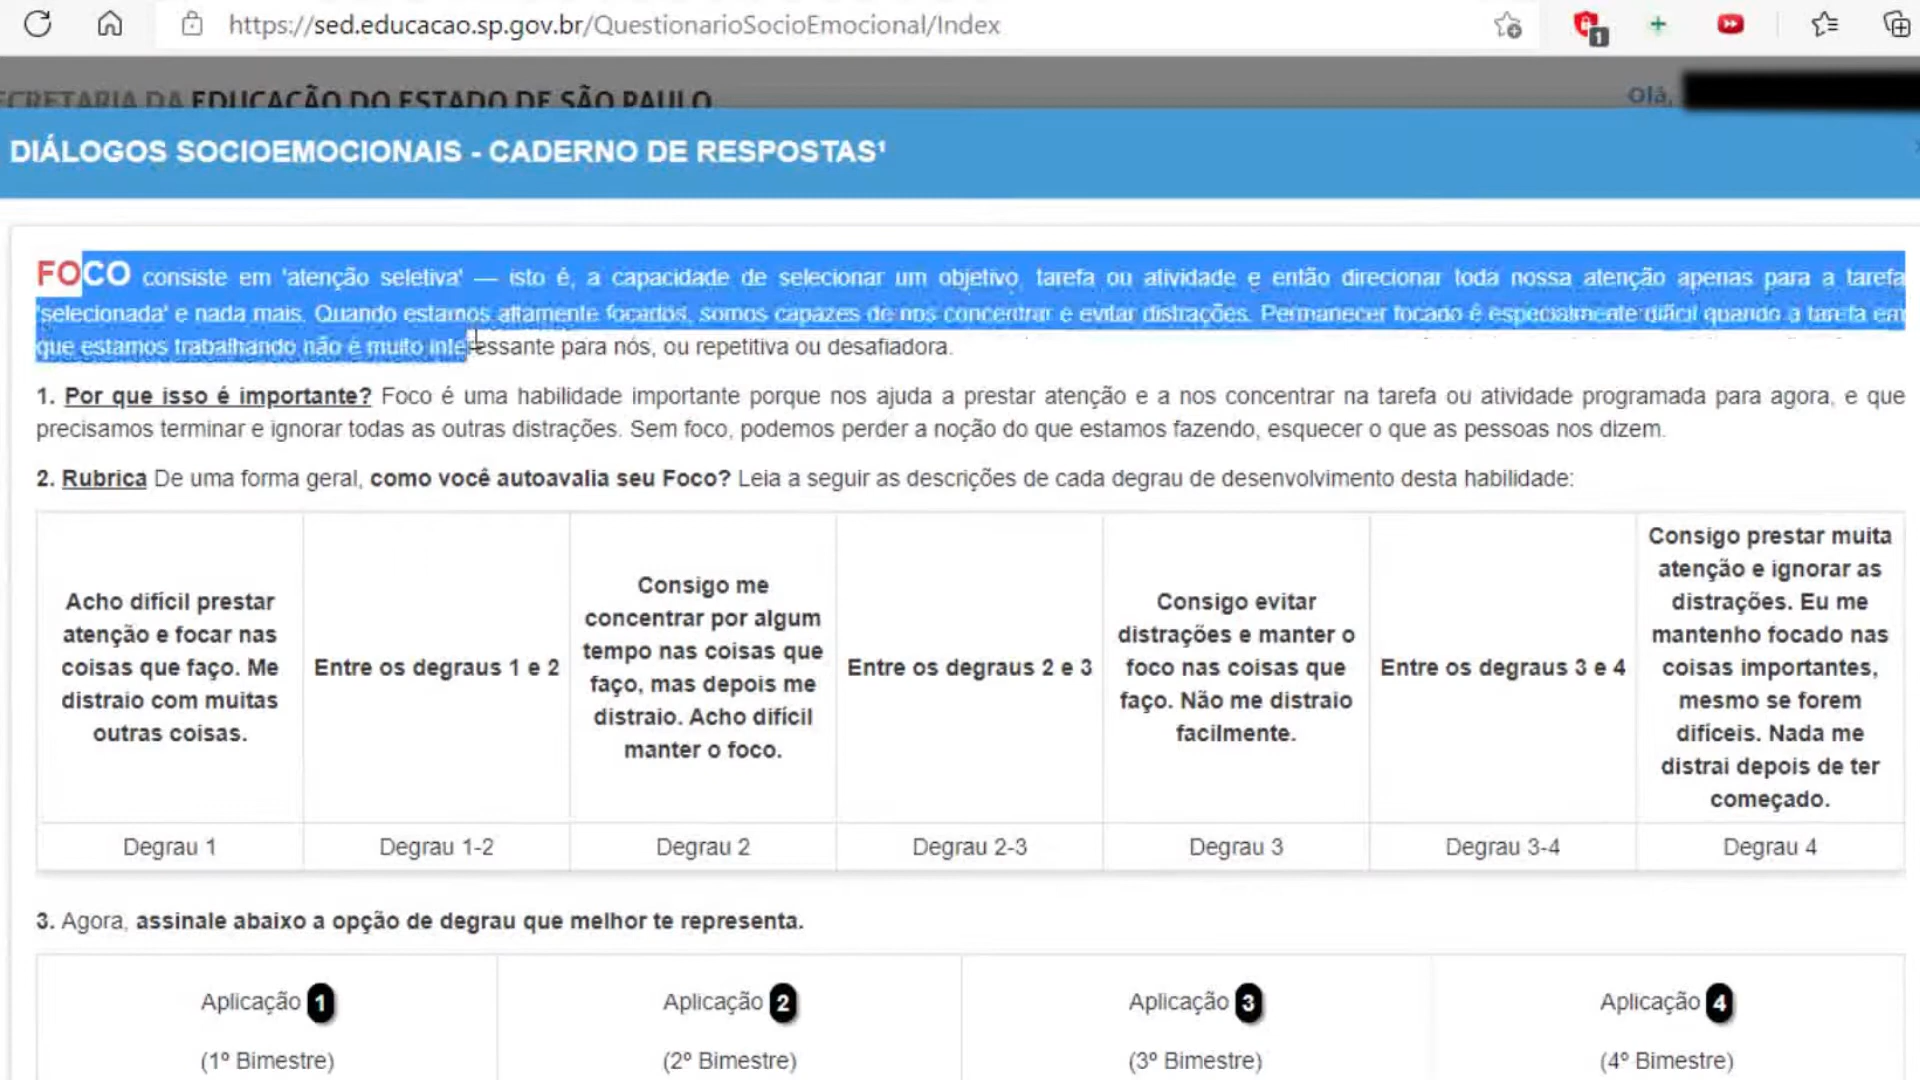 https://sed.educacao.sp.gov.br/QuestionarioSocioEmocional/Index
1
ECRETARIA DA EDUCAÇÃO DO ESTADO DE SÃO PAULO
Olá,
DIÁLOGOS SOCIOEMOCIONAIS - CADERNO DE RESPOSTAS¹
FOCO consiste em 'atenção seletiva' — isto é, a capacidade de selecionar um objetivo, tarefa ou atividade e então direcionar toda nossa atenção apenas para a tarefa
'selecionada' e nada mais. Quando estamos altamente focados, somos capazes de nos concentrar e evitar distrações. Permanecer focado é especialmente difícil quando a tarefa em
que estamos trabalhando não é muito interessante para nós, ou repetitiva ou desafiadora.
1. Por que isso é importante? Foco é uma habilidade importante porque nos ajuda a prestar atenção e a nos concentrar na tarefa ou atividade programada para agora, e que
precisamos terminar e ignorar todas as outras distrações. Sem foco, podemos perder a noção do que estamos fazendo, esquecer o que as pessoas nos dizem.
2. Rubrica De uma forma geral, como você autoavalia seu Foco? Leia a seguir as descrições de cada degrau de desenvolvimento desta habilidade:
Acho difícil prestar
atenção e focar nas
coisas que faço. Me
distraio com muitas
outras coisas.
Entre os degraus 1 e 2
Consigo me
concentrar por algum
tempo nas coisas que
faço, mas depois me
distraio. Acho difícil
manter o foco.
Entre os degraus 2 e 3
Consigo evitar
distrações e manter o
foco nas coisas que
faço. Não me distraio
facilmente.
Entre os degraus 3 e 4
Consigo prestar muita
atenção e ignorar as
distrações. Eu me
mantenho focado nas
coisas importantes,
mesmo se forem
difíceis. Nada me
distrai depois de ter
começado.
Degrau 1
Degrau 1-2
Degrau 2
Degrau 2-3
Degrau 3
Degrau 3-4
Degrau 4
3. Agora, assinale abaixo a opção de degrau que melhor te representa.
Aplicação 1
Aplicação 2
Aplicação 3
Aplicação 4
(1º Bimestre)
(2º Bimestre)
(3º Bimestre)
(4º Bimestre)